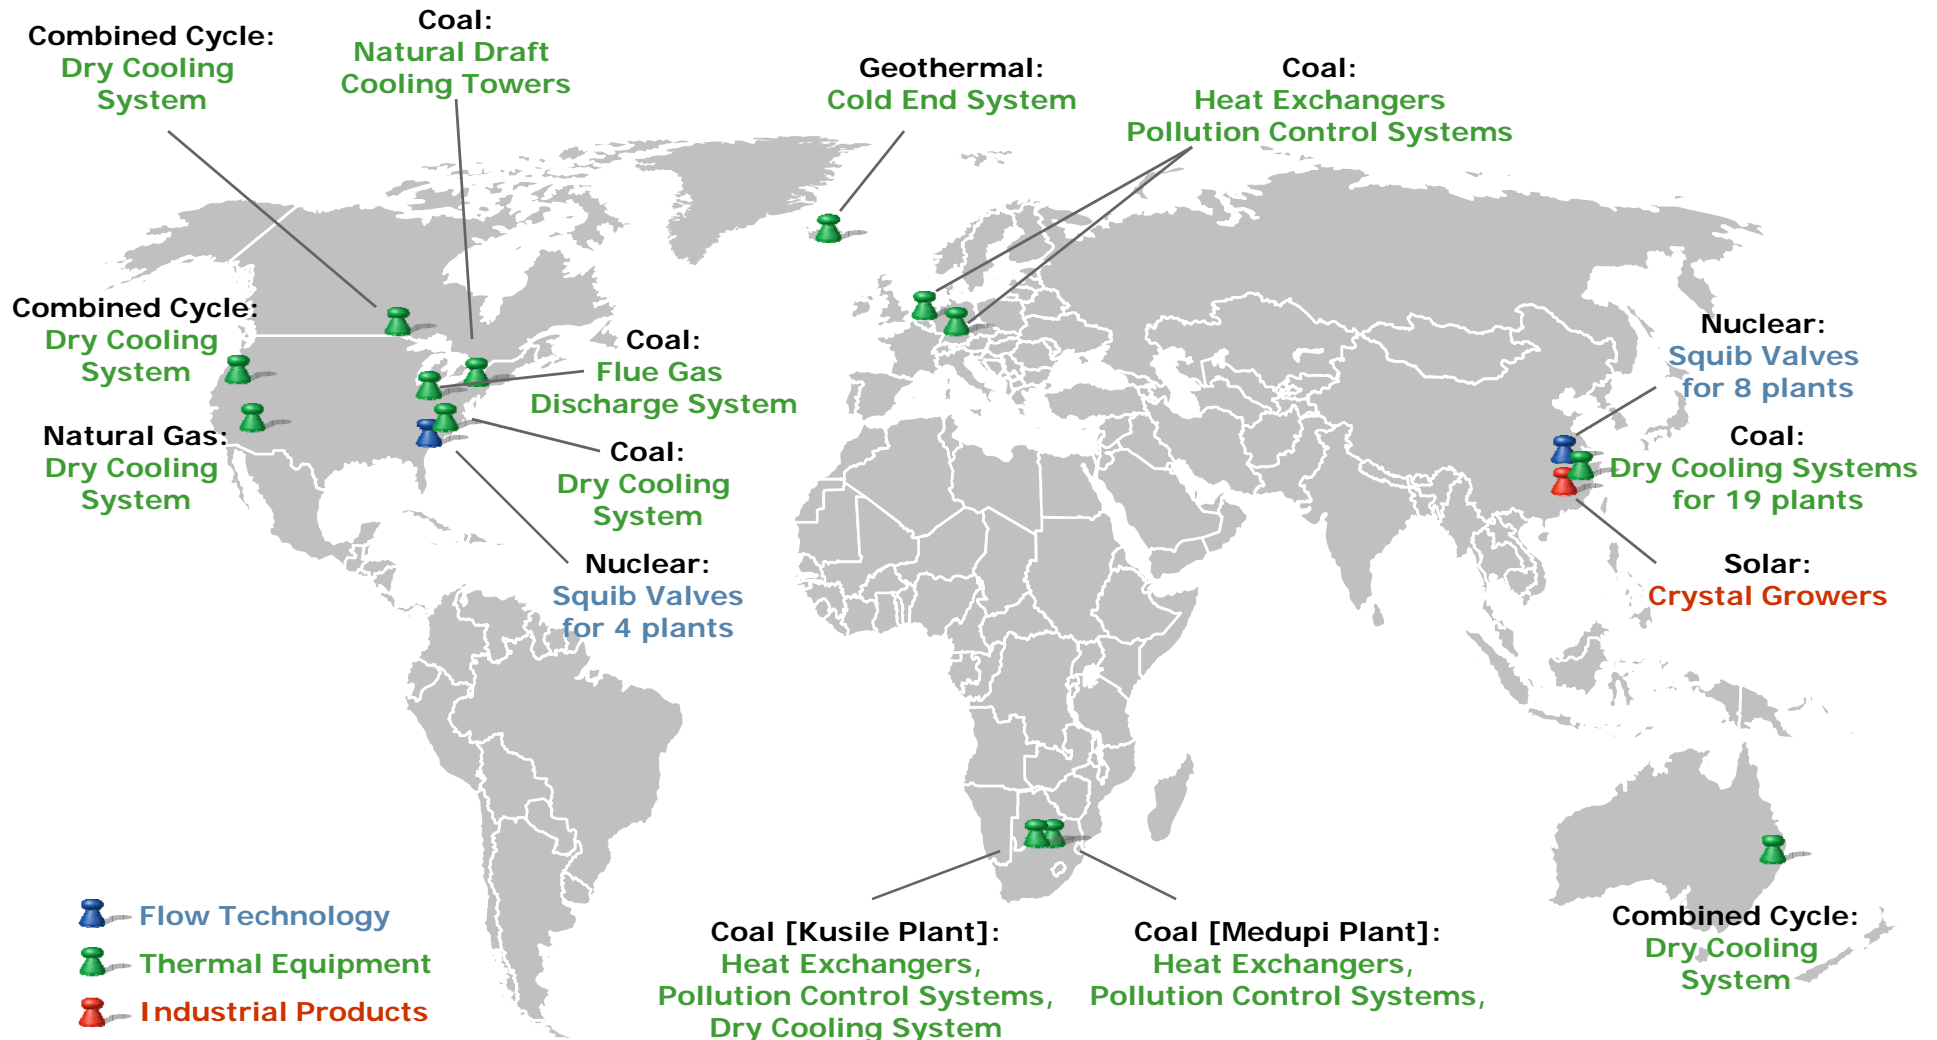 Combined Cycle:
Dry Cooling
System
Coal:
Natural Draft
Cooling Towers
Geothermal:
Cold End System
Coal:
Heat Exchangers
Pollution Control Systems
Combined Cycle:
Dry Cooling
System
Natural Gas:
Dry Cooling
System
Coal:
Flue Gas
Discharge System
Coal:
Dry Cooling
System
Nuclear:
Squib Valves
for 4 plants
Nuclear:
Squib Valves
for 8 plants
Coal:
Dry Cooling Systems
for 19 plants
Solar:
Crystal Growers
Flow Technology
Thermal Equipment
Industrial Products
Coal [Kusile Plant]:
Heat Exchangers,
Pollution Control Systems,
Dry Cooling System
Coal [Medupi Plant]:
Heat Exchangers,
Pollution Control Systems,
Combined Cycle:
Dry Cooling
System